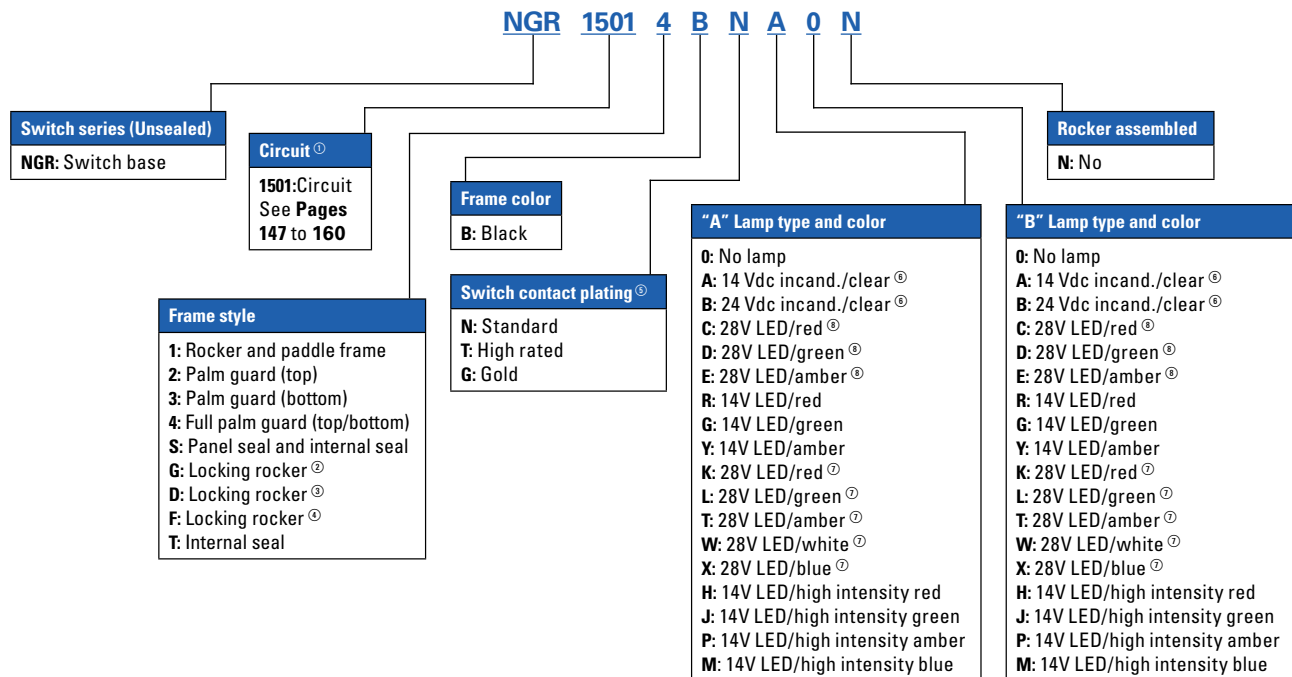 NGR 1501 4 B N A 0 N
Switch series (Unsealed)
NGR: Switch base
Circuit ①
1501:Circuit
See Pages
147 to 160
Frame style
1: Rocker and paddle frame
2: Palm guard (top)
3: Palm guard (bottom)
4: Full palm guard (top/bottom)
S: Panel seal and internal seal
G: Locking rocker ②
D: Locking rocker ③
F: Locking rocker ④
T: Internal seal
Frame color
B: Black
Switch contact plating ⑤
N: Standard
T: High rated
G: Gold
"A" Lamp type and color
0: No lamp
A: 14 Vdc incand./clear ⑥
B: 24 Vdc incand./clear ⑥
C: 28V LED/red ⑧
D: 28V LED/green ⑧
E: 28V LED/amber ⑧
R: 14V LED/red
G: 14V LED/green
Y: 14V LED/amber
K: 28V LED/red ⑦
L: 28V LED/green ⑦
T: 28V LED/amber ⑦
W: 28V LED/white ⑦
X: 28V LED/blue ⑦
H: 14V LED/high intensity red
J: 14V LED/high intensity green
P: 14V LED/high intensity amber
M: 14V LED/high intensity blue
"B" Lamp type and color
0: No lamp
A: 14 Vdc incand./clear ⑥
B: 24 Vdc incand./clear ⑥
C: 28V LED/red ⑧
D: 28V LED/green ⑧
E: 28V LED/amber ⑧
R: 14V LED/red
G: 14V LED/green
Y: 14V LED/amber
K: 28V LED/red ⑦
L: 28V LED/green ⑦
T: 28V LED/amber ⑦
W: 28V LED/white ⑦
X: 28V LED/blue ⑦
H: 14V LED/high intensity red
J: 14V LED/high intensity green
P: 14V LED/high intensity amber
M: 14V LED/high intensity blue
Rocker assembled
N: No